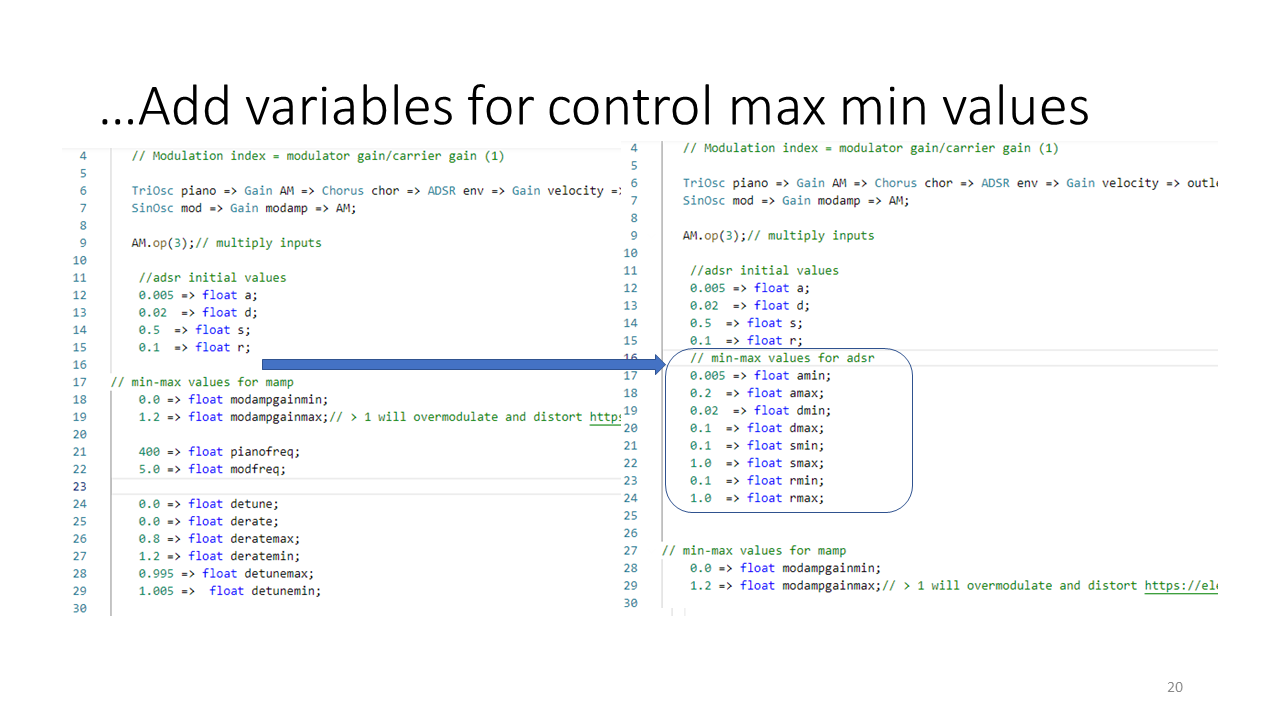 ...Add variables for control max min values
4 // Modulation index = modulator gain/carrier gain (1)
5
6 TriOsc piano => Gain AM => Chorus chor => ADSR env => Gain velocity =>
7 SinOsc mod => Gain modamp => AM;
8
9 AM.op(3);// multiply inputs
10
11 //adsr initial values
12 0.005 => float a;
13 0.02 => float d;
14 0.5 => float s;
15 0.1 => float r;
16
17 // min-max values for mamp
18 0.0 => float modampgainmin;
19 1.2 => float modampgainmax;// > 1 will overmodulate and distort https
20
21 400 => float pianofreq;
22 5.0 => float modfreq;
23
24 0.0 => float detune;
25 0.0 => float derate;
26 0.8 => float deratemax;
27 1.2 => float deratemin;
28 0.995 => float detunemax;
29 1.005 => float detunemin;
30
4 // Modulation index = modulator gain/carrier gain (1)
5
6 TriOsc piano => Gain AM => Chorus chor => ADSR env => Gain velocity => outle
7 SinOsc mod => Gain modamp => AM;
8
9 AM.op(3);// multiply inputs
10
11 //adsr initial values
12 0.005 => float a;
13 0.02 => float d;
14 0.5 => float s;
15 0.1 => float r;
16 // min-max values for adsr
17 0.005 => float amin;
18 0.2 => float amax;
19 0.02 => float dmin;
20 0.1 => float dmax;
21 0.1 => float smin;
22 1.0 => float smax;
23 0.1 => float rmin;
24 1.0 => float rmax;
25
26
27 // min-max values for mamp
28 0.0 => float modampgainmin;
29 1.2 => float modampgainmax;// > 1 will overmodulate and distort https://el
30
20